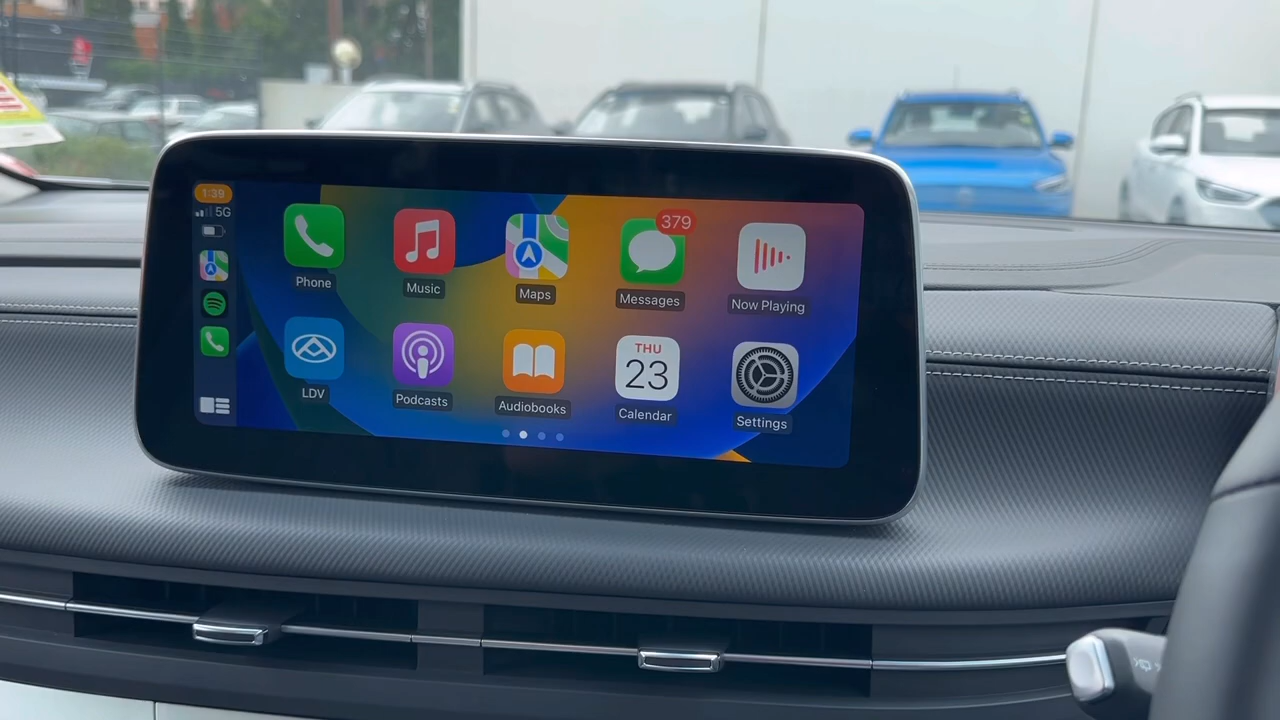 1:39
5G
Phone
Music
Maps
379
Messages
Now Playing
LDV
Podcasts
Audiobooks
THU
23
Calendar
Settings